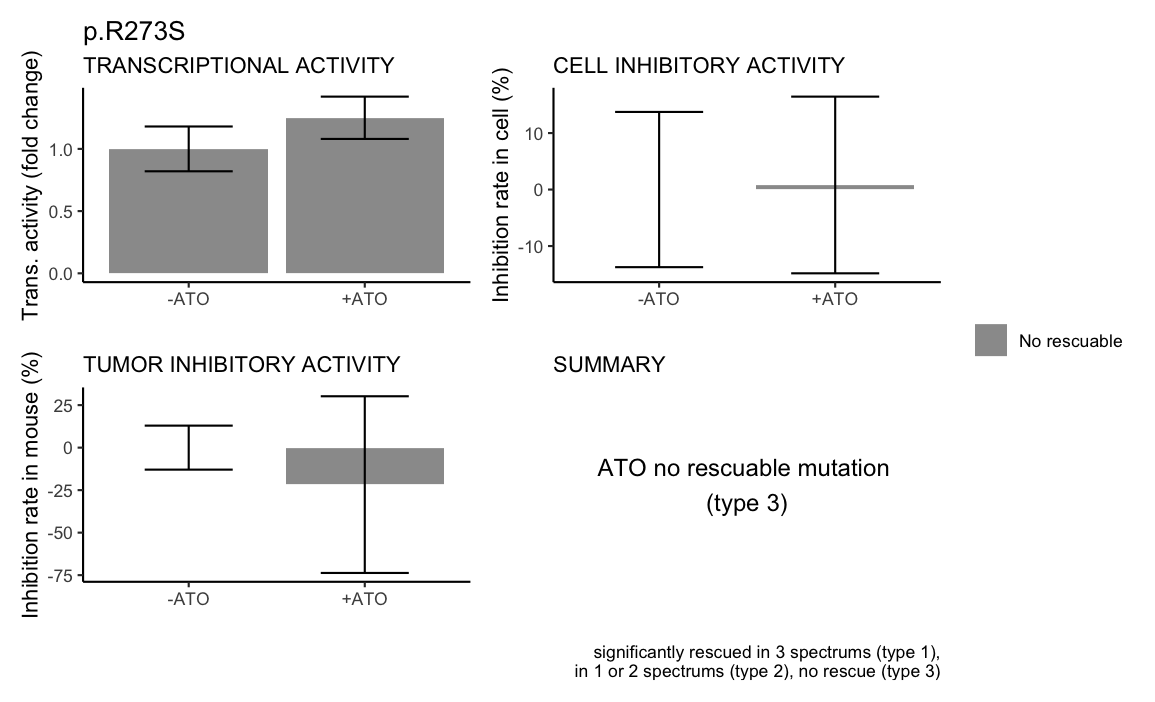 p.R273S
TRANSCRIPTIONAL ACTIVITY
Trans. activity (fold change)
1.0
0.5
0.0
-ATO
+ATO
CELL INHIBITORY ACTIVITY
Inhibition rate in cell (%)
10
0
-10
-ATO
+ATO
No rescuable
TUMOR INHIBITORY ACTIVITY
Inhibition rate in mouse (%)
25
0
-25
-50
-75
-ATO
+ATO
SUMMARY
ATO no rescuable mutation
(type 3)
significantly rescued in 3 spectrums (type 1),
in 1 or 2 spectrums (type 2), no rescue (type 3)